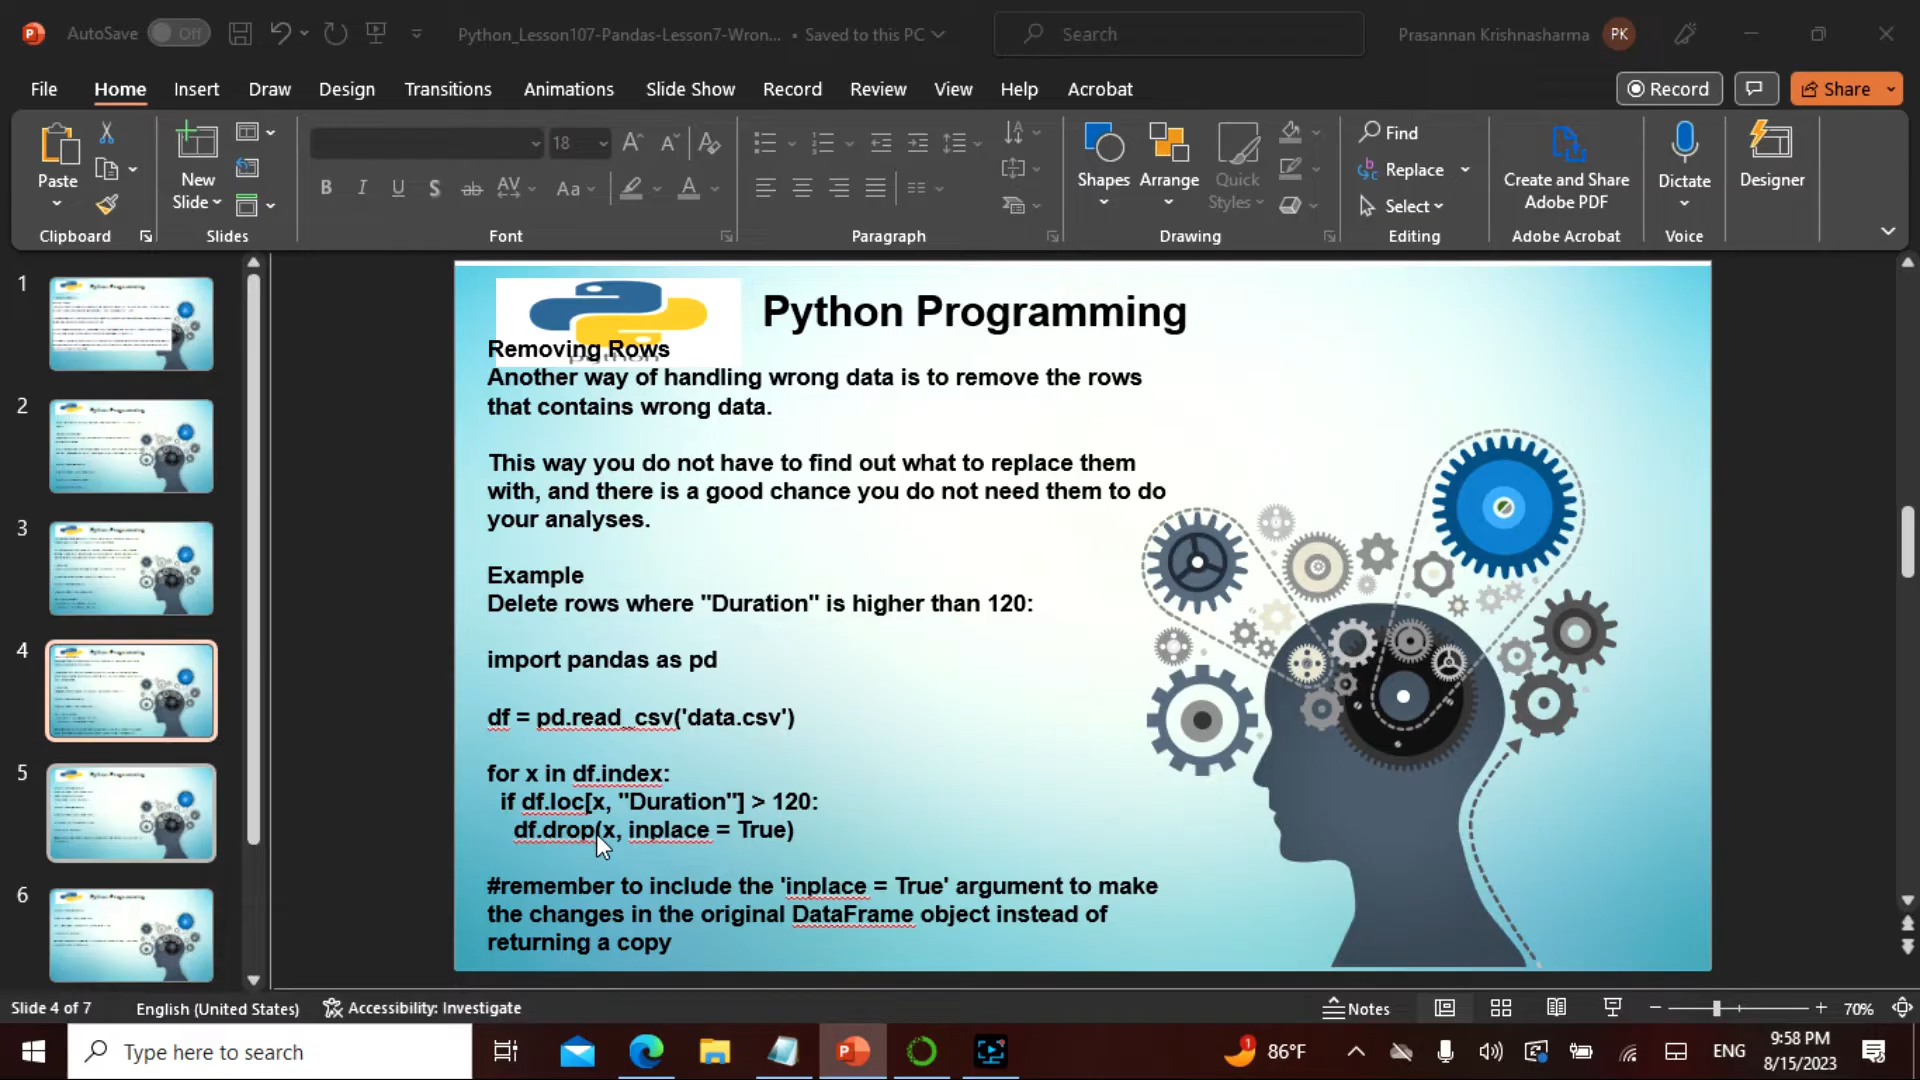 AutoSave Off
Python_Lesson107-Pandas-Lesson7-Wron... • Saved to this PC
Search
Prasannan Krishnasharma PK
File Home Insert Draw Design Transitions Animations Slide Show Record Review View Help Acrobat
Record Share
Paste
New Slide
18
Shapes Arrange Quick Styles
Find
Replace
Select
Create and Share Adobe PDF
Dictate
Designer
Clipboard Slides Font Paragraph Drawing Editing Adobe Acrobat Voice
1
2
3
4
5
6
Python Programming
Removing Rows
Another way of handling wrong data is to remove the rows
that contains wrong data.
This way you do not have to find out what to replace them
with, and there is a good chance you do not need them to do
your analyses.
Example
Delete rows where "Duration" is higher than 120:
import pandas as pd
df = pd.read_csv('data.csv')
for x in df.index:
if df.loc[x, "Duration"] > 120:
df.drop(x, inplace = True)
#remember to include the 'inplace = True' argument to make
the changes in the original DataFrame object instead of
returning a copy
Slide 4 of 7 English (United States) Accessibility: Investigate
Notes 70%
Type here to search
86°F
ENG
9:58 PM
8/15/2023